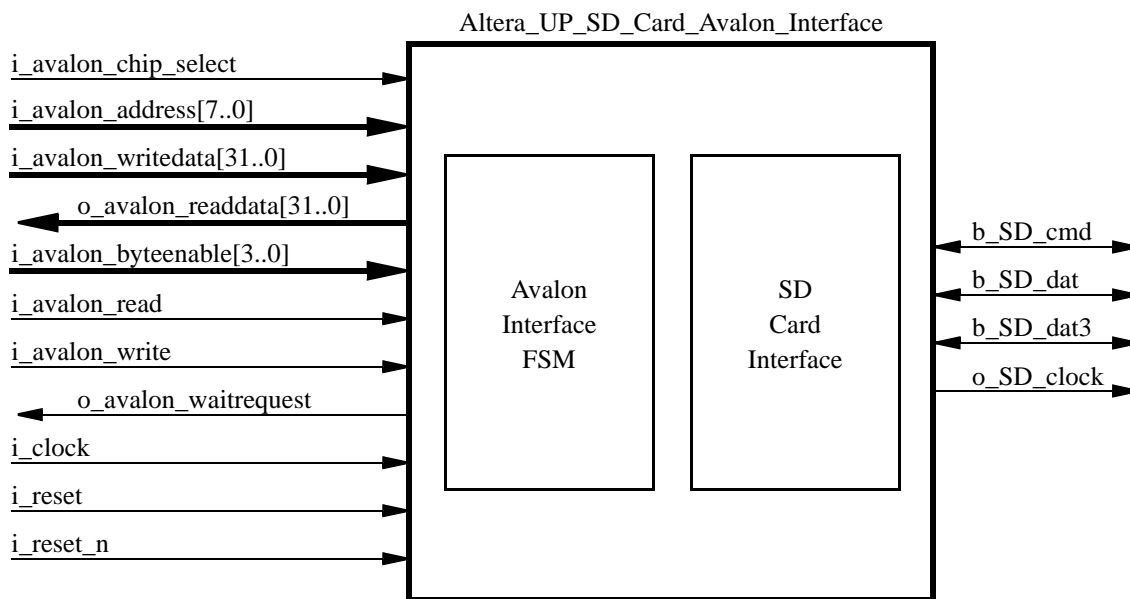 Altera_UP_SD_Card_Avalon_Interface
i_avalon_chip_select
i_avalon_address[7..0]
i_avalon_writedata[31..0]
o_avalon_readdata[31..0]
i_avalon_byteenable[3..0]
i_avalon_read
i_avalon_write
o_avalon_waitrequest
i_clock
i_reset
i_reset_n
Avalon
Interface
FSM
SD
Card
Interface
b_SD_cmd
b_SD_dat
b_SD_dat3
o_SD_clock